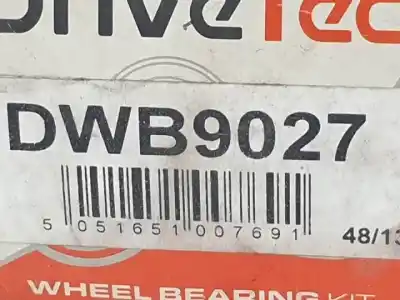 DriveTec
DWB9027
5 051651 007691
48/13
WHEEL BEARING KIT